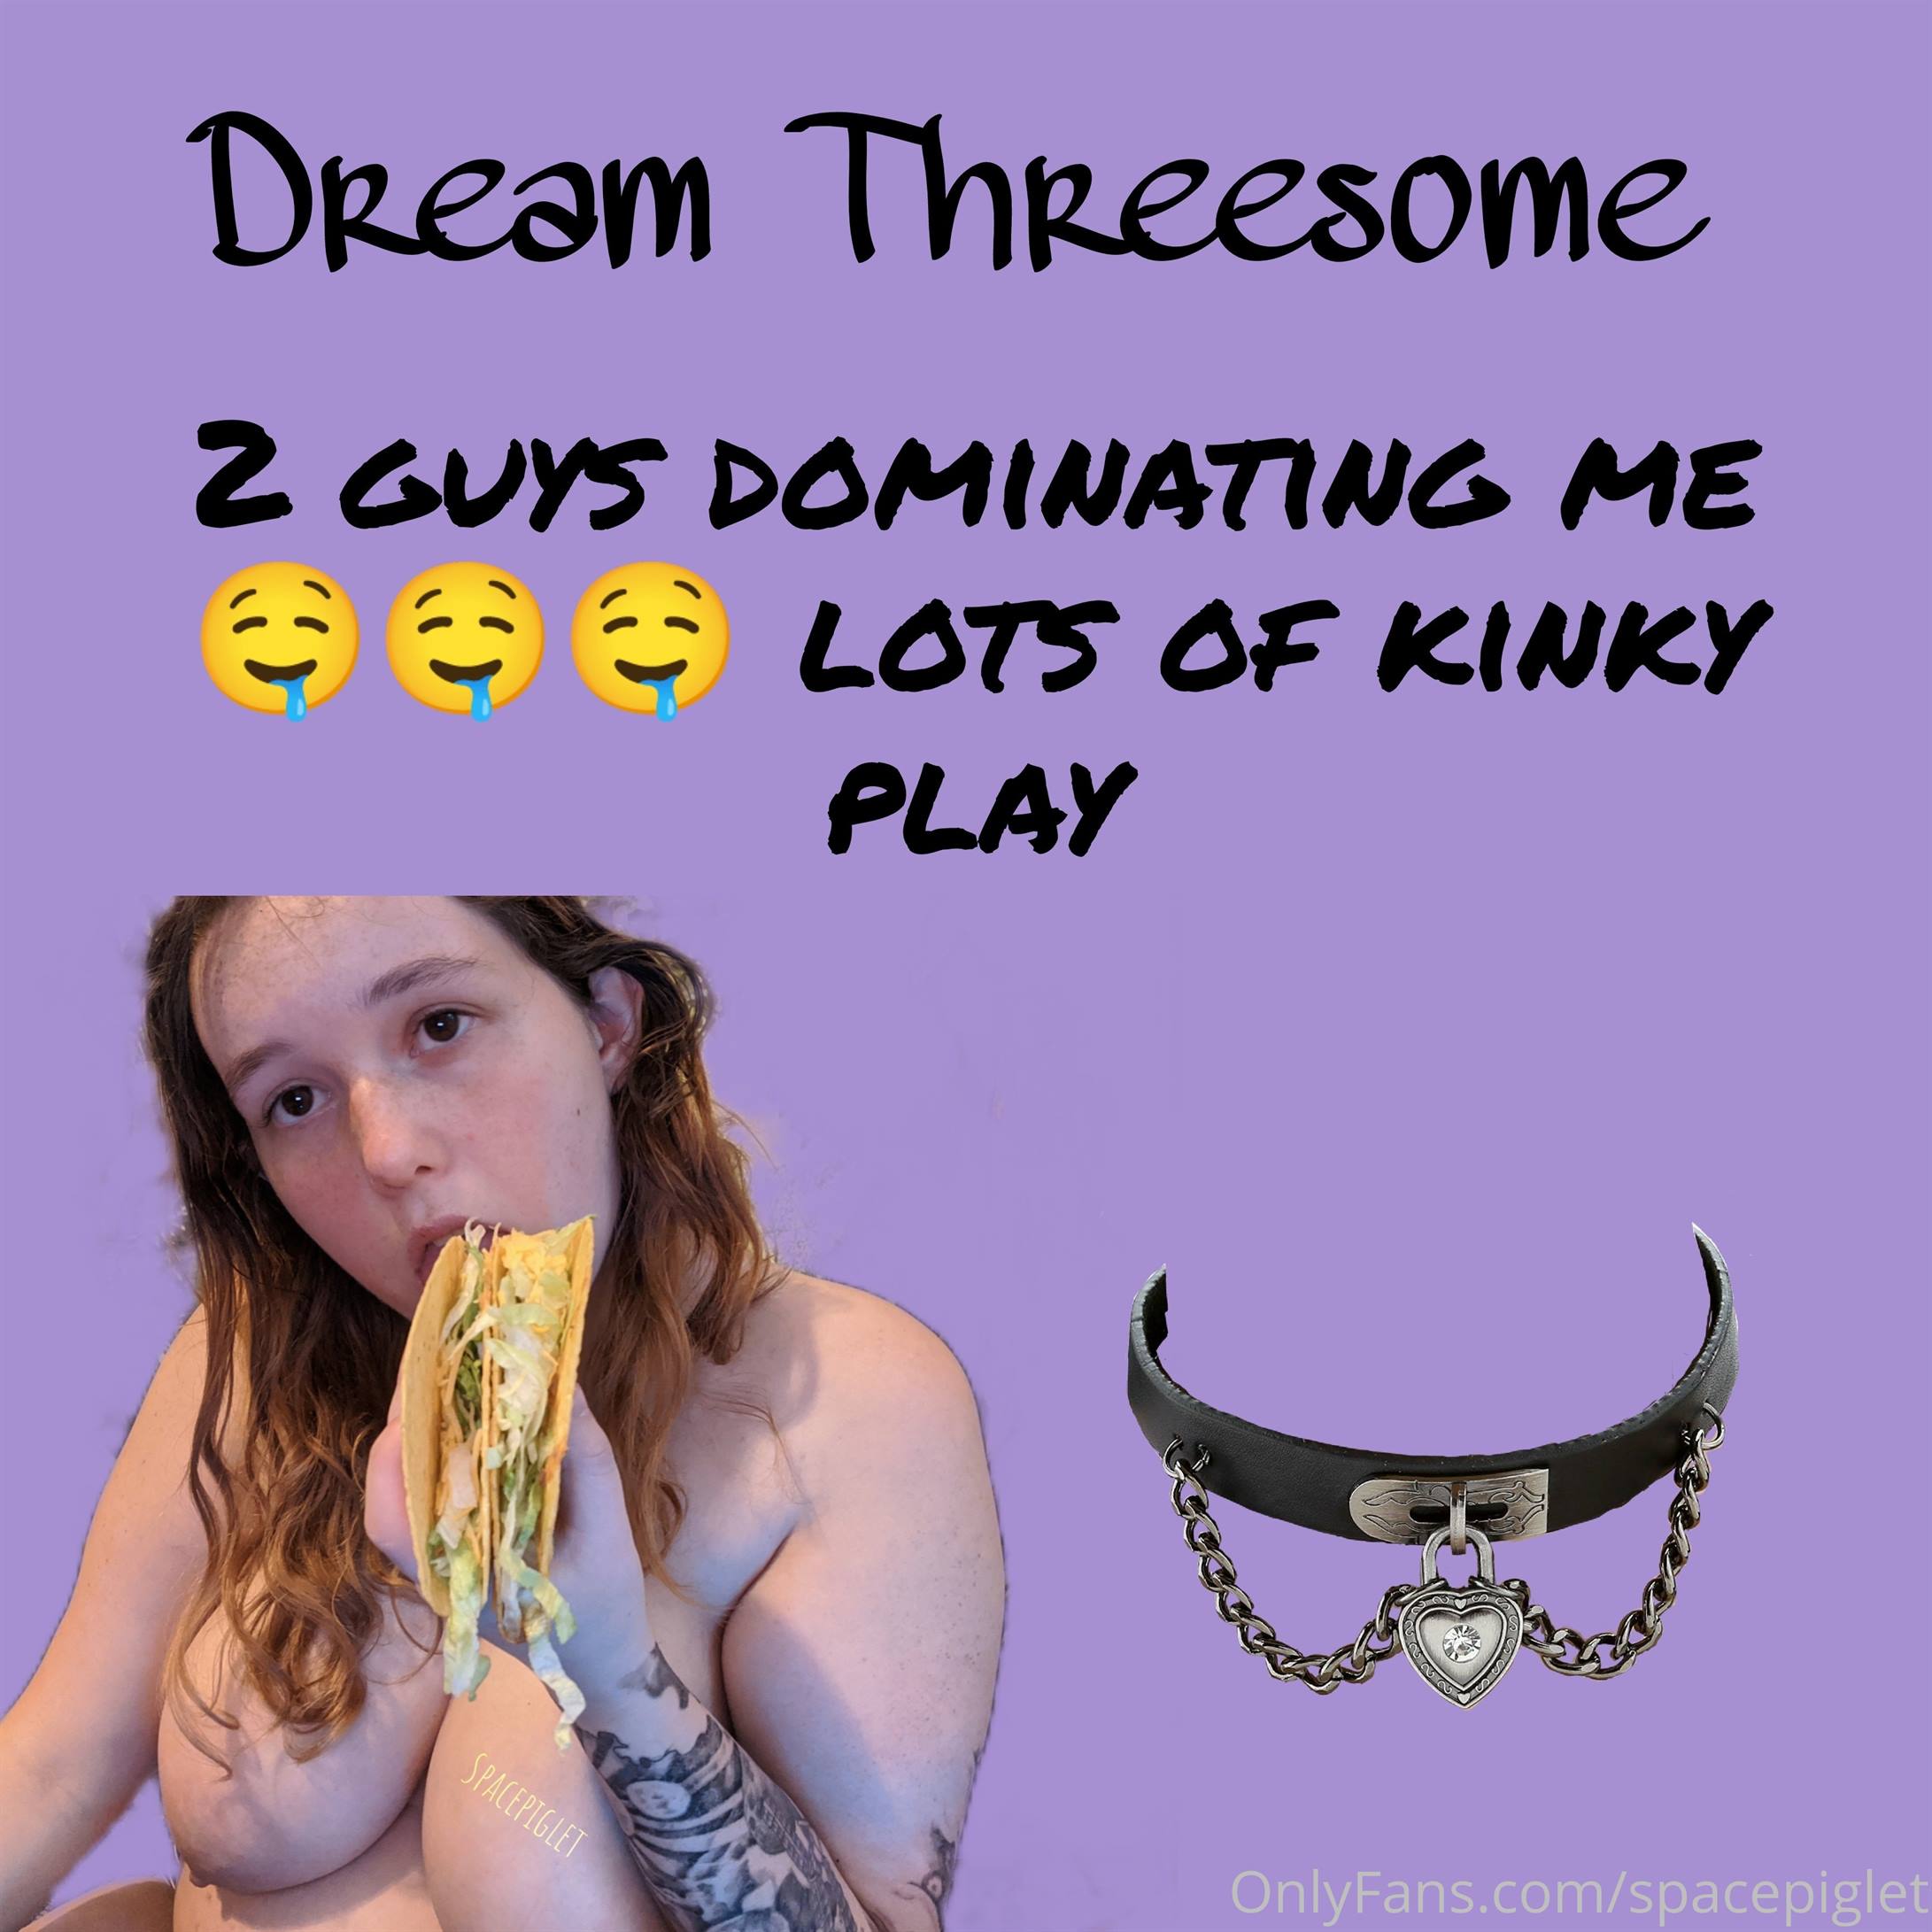 Dream Threesome
2 GUYS DOMINATING ME
🤤🤤🤤 LOTS OF KINKY
PLAY
SPACEPIGLET
OnlyFans.com/spacepiglet